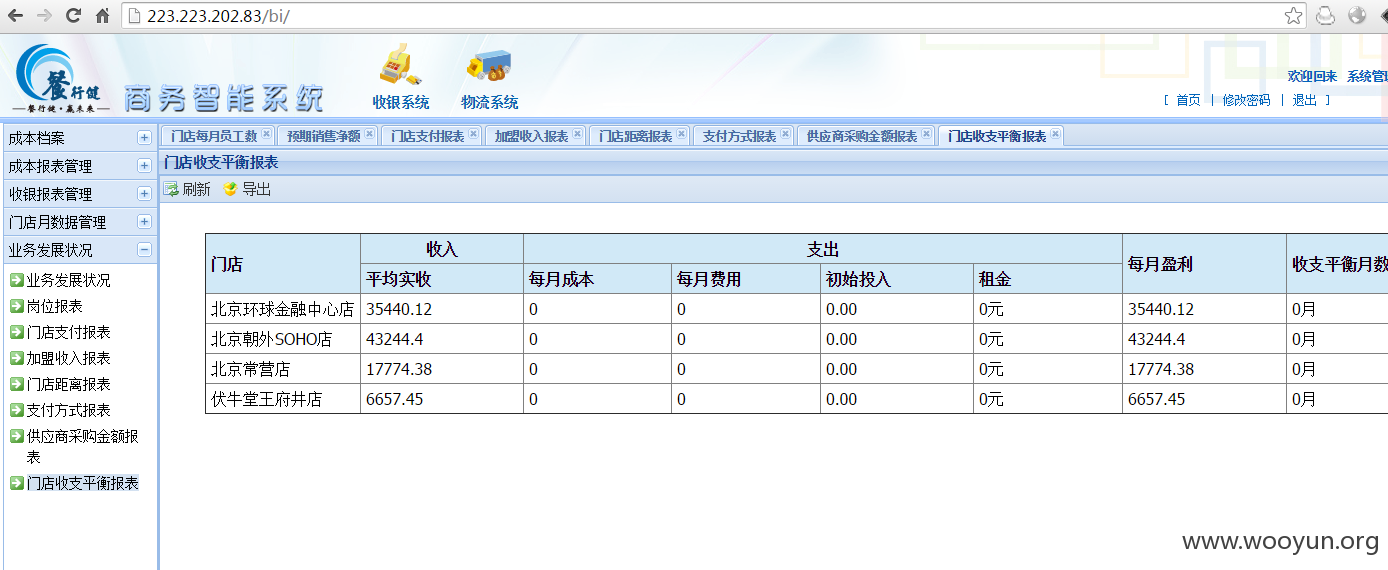 223.223.202.83/bi/
餐行健
餐行健·赢未来
商务智能系统
收银系统
物流系统
欢迎回来 系统管理
[ 首页 | 修改密码 | 退出 ]
成本档案
成本报表管理
收银报表管理
门店月数据管理
业务发展状况
业务发展状况
岗位报表
门店支付报表
加盟收入报表
门店距离报表
支付方式报表
供应商采购金额报
表
门店收支平衡报表
门店每月员工数 预期销售净额 门店支付报表 加盟收入报表 门店距离报表 支付方式报表 供应商采购金额报表 门店收支平衡报表
门店收支平衡报表
刷新 导出
门店 收入 支出 每月盈利 收支平衡月数
平均实收 每月成本 每月费用 初始投入 租金
北京环球金融中心店 35440.12 0 0 0.00 0元 35440.12 0月
北京朝外SOHO店 43244.4 0 0 0.00 0元 43244.4 0月
北京常营店 17774.38 0 0 0.00 0元 17774.38 0月
伏牛堂王府井店 6657.45 0 0 0.00 0元 6657.45 0月
www.wooyun.org